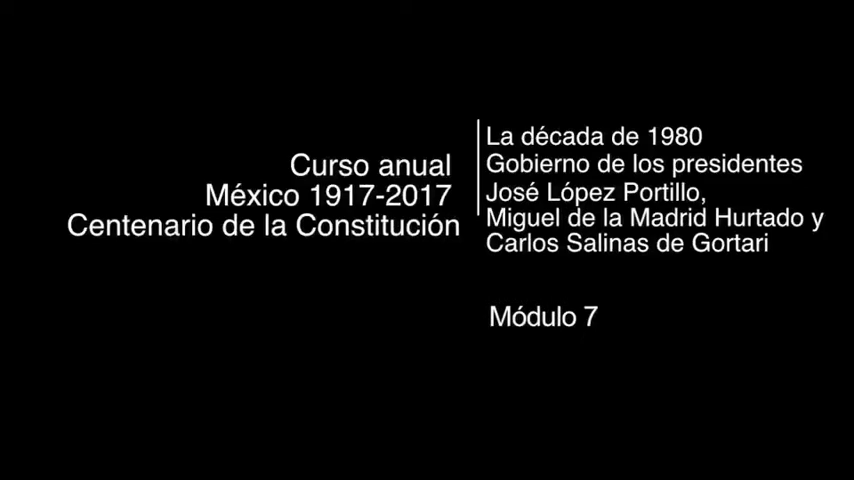 Curso anual
México 1917-2017
Centenario de la Constitución
La década de 1980
Gobierno de los presidentes
José López Portillo,
Miguel de la Madrid Hurtado y
Carlos Salinas de Gortari
Módulo 7